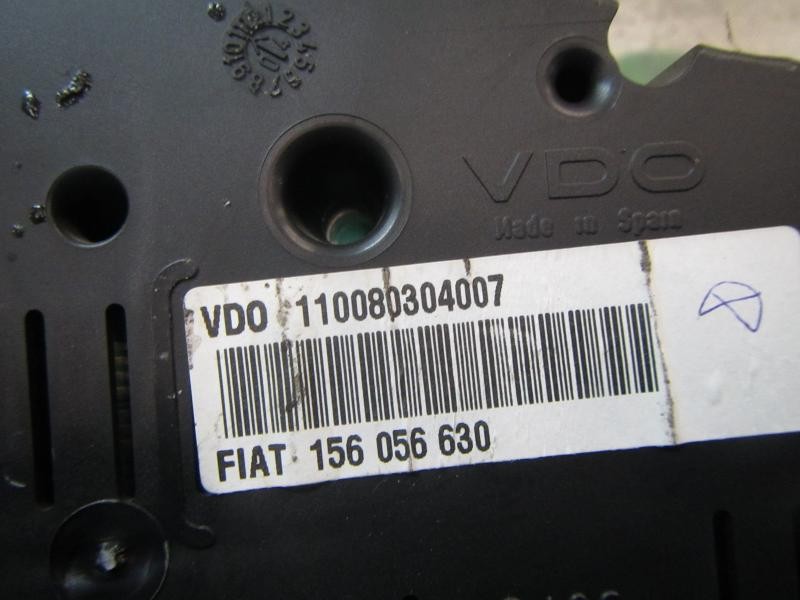 VDO
Made in Spain
VDO 110080304007
FIAT 156 056 630